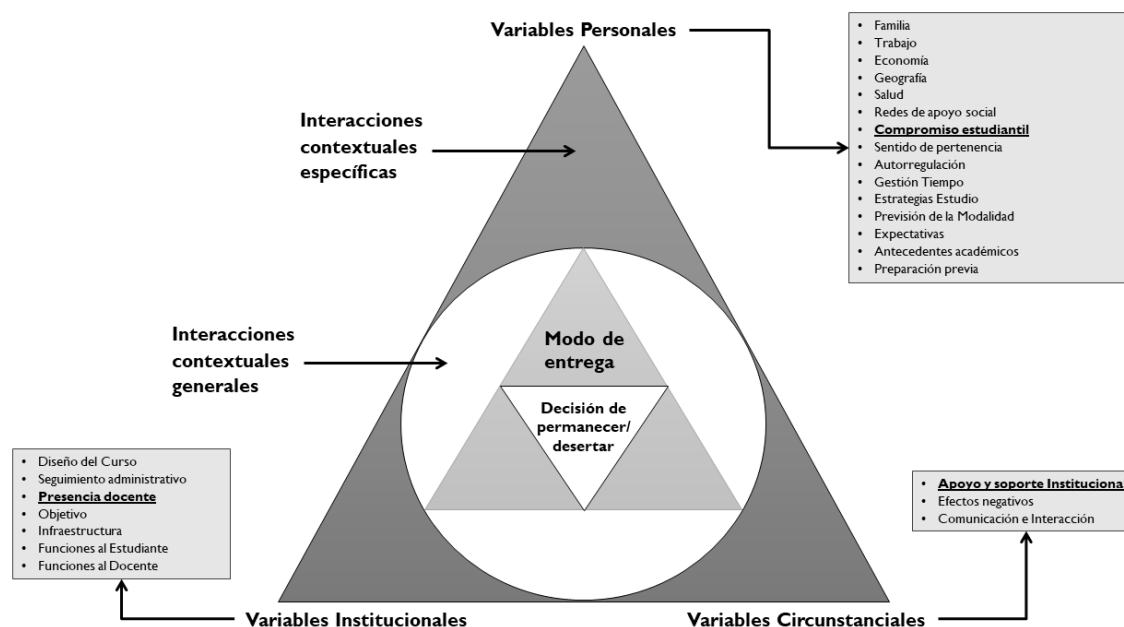 Variables Personales
• Familia
• Trabajo
• Economía
• Geografía
• Salud
• Redes de apoyo social
• Compromiso estudiantil
• Sentido de pertenencia
• Autorregulación
• Gestión Tiempo
• Estrategias Estudio
• Previsión de la Modalidad
• Expectativas
• Antecedentes académicos
• Preparación previa
Interacciones
contextuales
específicas
Interacciones
contextuales
generales
Modo de
entrega
Decisión de
permanecer/
desertar
• Diseño del Curso
• Seguimiento administrativo
• Presencia docente
• Objetivo
• Infraestructura
• Funciones al Estudiante
• Funciones al Docente
• Apoyo y soporte Instituciona
• Efectos negativos
• Comunicación e Interacción
Variables Institucionales
Variables Circunstanciales